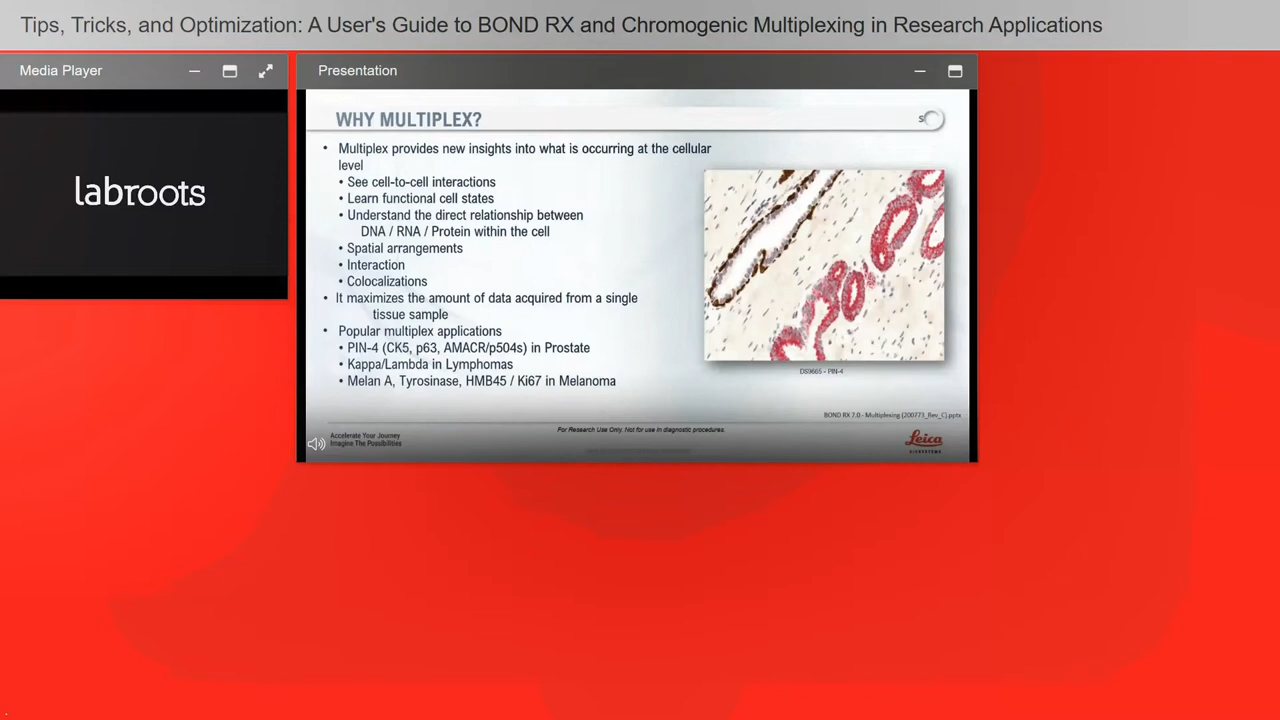 Tips, Tricks, and Optimization: A User's Guide to BOND RX and Chromogenic Multiplexing in Research Applications
Media Player
Presentation
labroots
WHY MULTIPLEX?
• Multiplex provides new insights into what is occurring at the cellular
level
• See cell-to-cell interactions
• Learn functional cell states
• Understand the direct relationship between
DNA / RNA / Protein within the cell
• Spatial arrangements
• Interaction
• Colocalizations
• It maximizes the amount of data acquired from a single
tissue sample
• Popular multiplex applications
• PIN-4 (CK5, p63, AMACR/p504s) in Prostate
• Kappa/Lambda in Lymphomas
• Melan A, Tyrosinase, HMB45 / Ki67 in Melanoma
DS9665 - PIN-4
BOND RX 7.0 - Multiplexing (200773_Rev_C).pptx
Accelerate Your Journey
Imagine The Possibilities
For Research Use Only. Not for use in diagnostic procedures.
Leica
BIOSYSTEMS